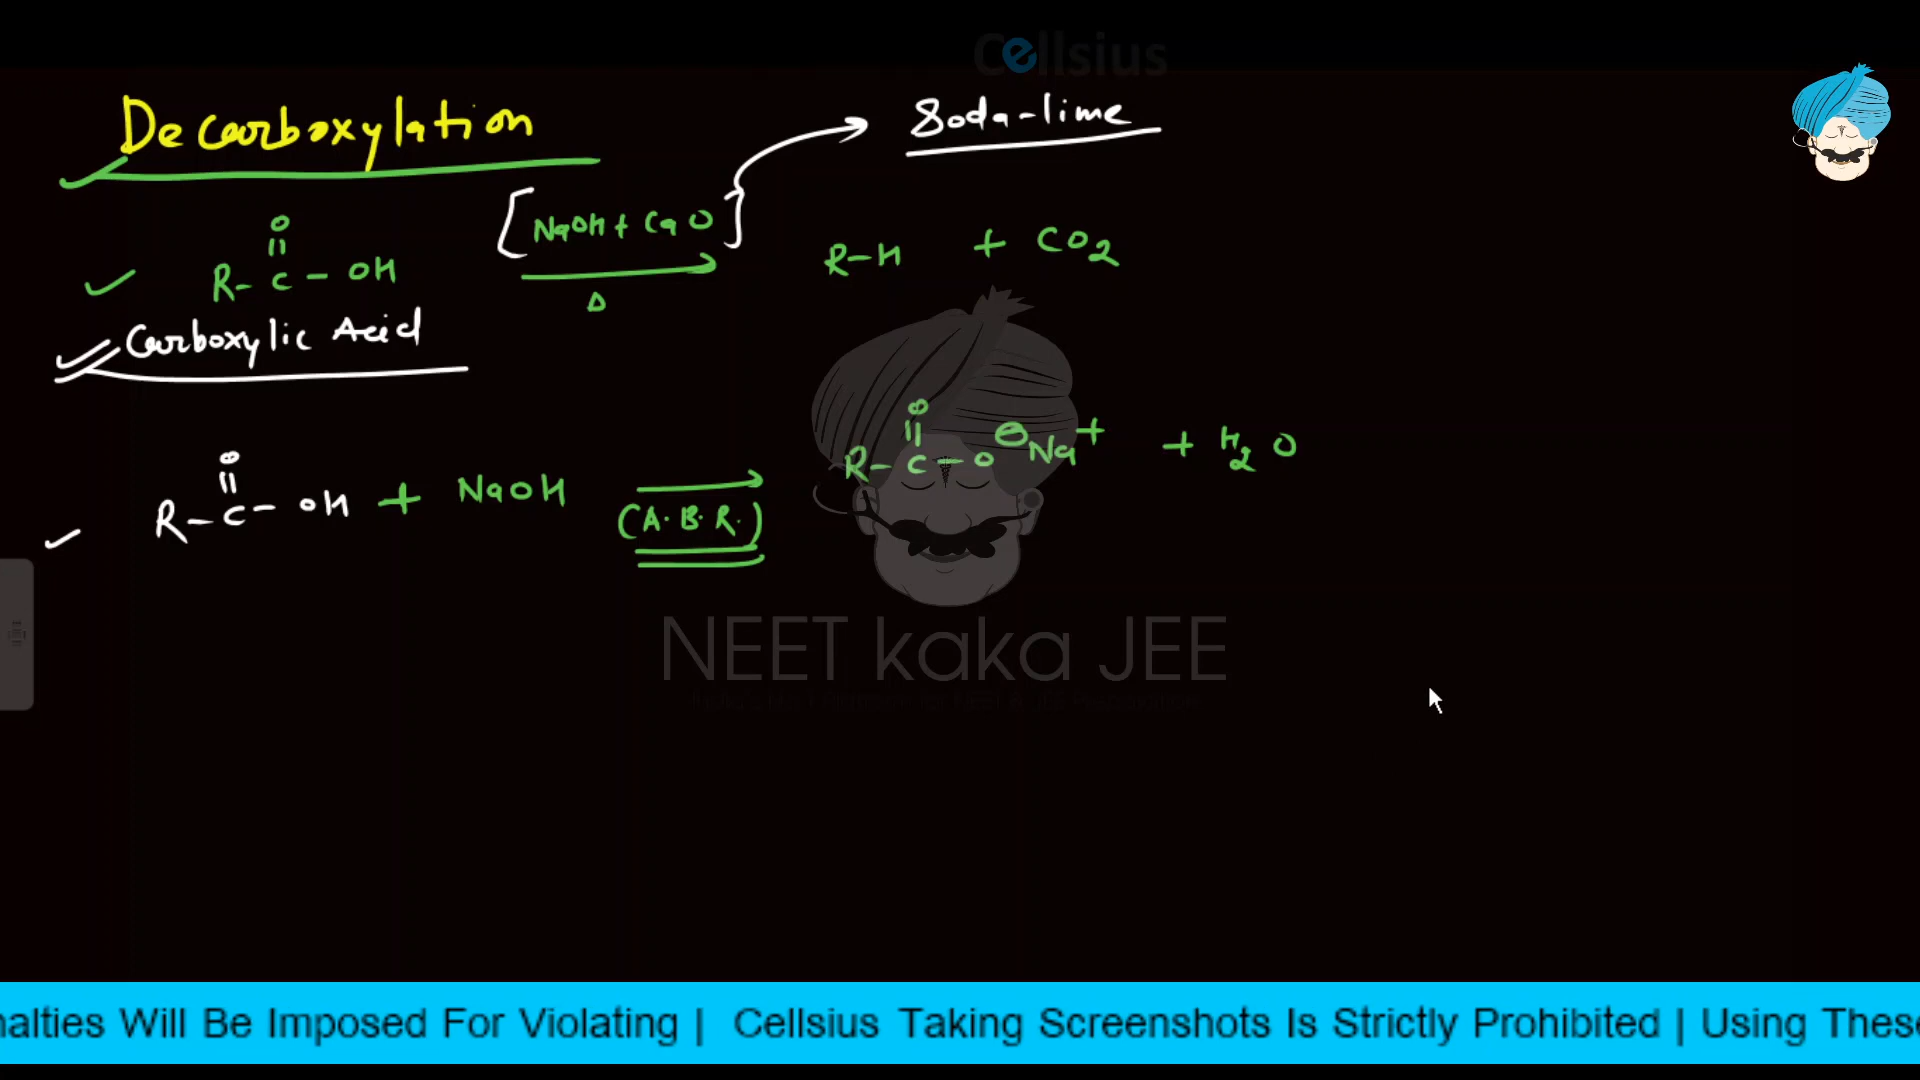 Cellsius
Decarboxylation
Soda-lime
[NaOH + CaO}
O
||
R - C - OH
Δ
R-H + CO2
Carboxylic Acid
O
||
R - C - OH + NaOH
(A.B.R.)
O
||
R - C - O ⊖Na+ + H2O
NEET kaka JEE
nalties Will Be Imposed For Violating | Cellsius Taking Screenshots Is Strictly Prohibited | Using These